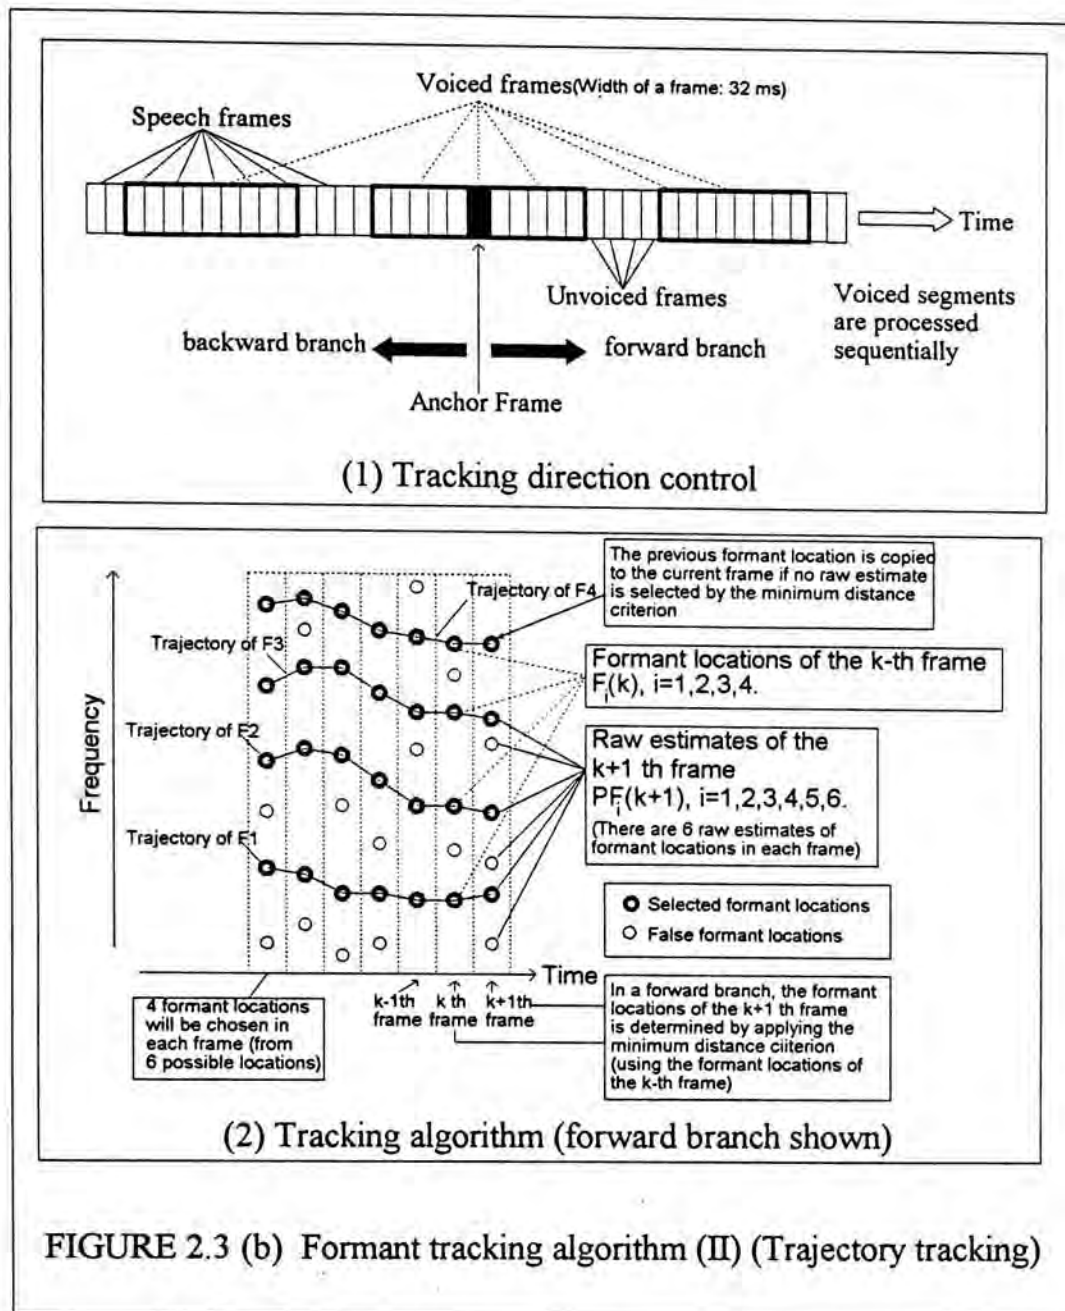 Voiced frames(Width of a frame: 32 ms)
Speech frames
Time
Unvoiced frames
Voiced segments
are processed
sequentially
backward branch
forward branch
Anchor Frame
(1) Tracking direction control
The previous formant location is copied
to the current frame if no raw estimate
is selected by the minimum distance
criterion
Trajectory of F4
Trajectory of F3
Formant locations of the k-th frame
Fi(k), i=1,2,3,4.
Frequency
Trajectory of F2
Raw estimates of the
k+1 th frame
PFi(k+1), i=1,2,3,4,5,6.
(There are 6 raw estimates of
formant locations in each frame)
Trajectory of F1
Selected formant locations
False formant locations
Time
4 formant locations
will be chosen in
each frame (from
6 possible locations)
k-1th
frame
k th
frame
k+1th
frame
In a forward branch, the formant
locations of the k+1 th frame
is determined by applying the
minimum distance ciiterion
(using the formant locations of
the k-th frame)
(2) Tracking algorithm (forward branch shown)
FIGURE 2.3 (b) Formant tracking algorithm (II) (Trajectory tracking)